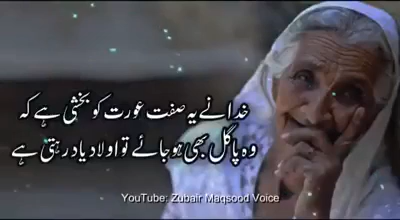 خدا نے یہ صفت عورت کو بخشی ہے کہ
وہ پاگل بھی ہو جائے تو اولاد یاد رہتی ہے
YouTube: Zubair Maqsood Voice